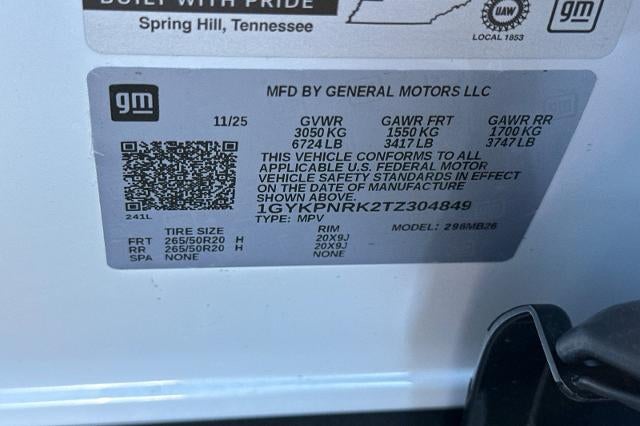 BUILT WITH PRIDE
Spring Hill, Tennessee
UAW
LOCAL 1853
gm
gm
MFD BY GENERAL MOTORS LLC
11/25 GVWR GAWR FRT GAWR RR
3050 KG 1550 KG 1700 KG
6724 LB 3417 LB 3747 LB
THIS VEHICLE CONFORMS TO ALL
APPLICABLE U.S. FEDERAL MOTOR
VEHICLE SAFETY STANDARDS IN EFFECT
ON THE DATE OF MANUFACTURE
SHOWN ABOVE.
1GYKPNRK2TZ304849
TYPE: MPV MODEL: 298MB26
241L
TIRE SIZE RIM
FRT 265/50R20 H 20X9J
RR 265/50R20 H 20X9J
SPA NONE NONE